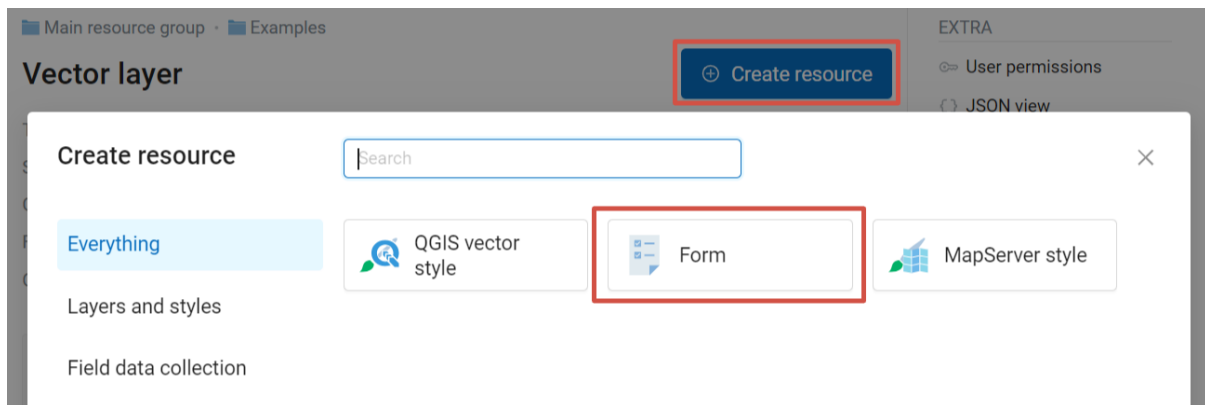 Main resource group · Examples
EXTRA
Vector layer
Create resource
User permissions
JSON view
Create resource
Search
Everything
QGIS vector
style
Form
MapServer style
Layers and styles
Field data collection